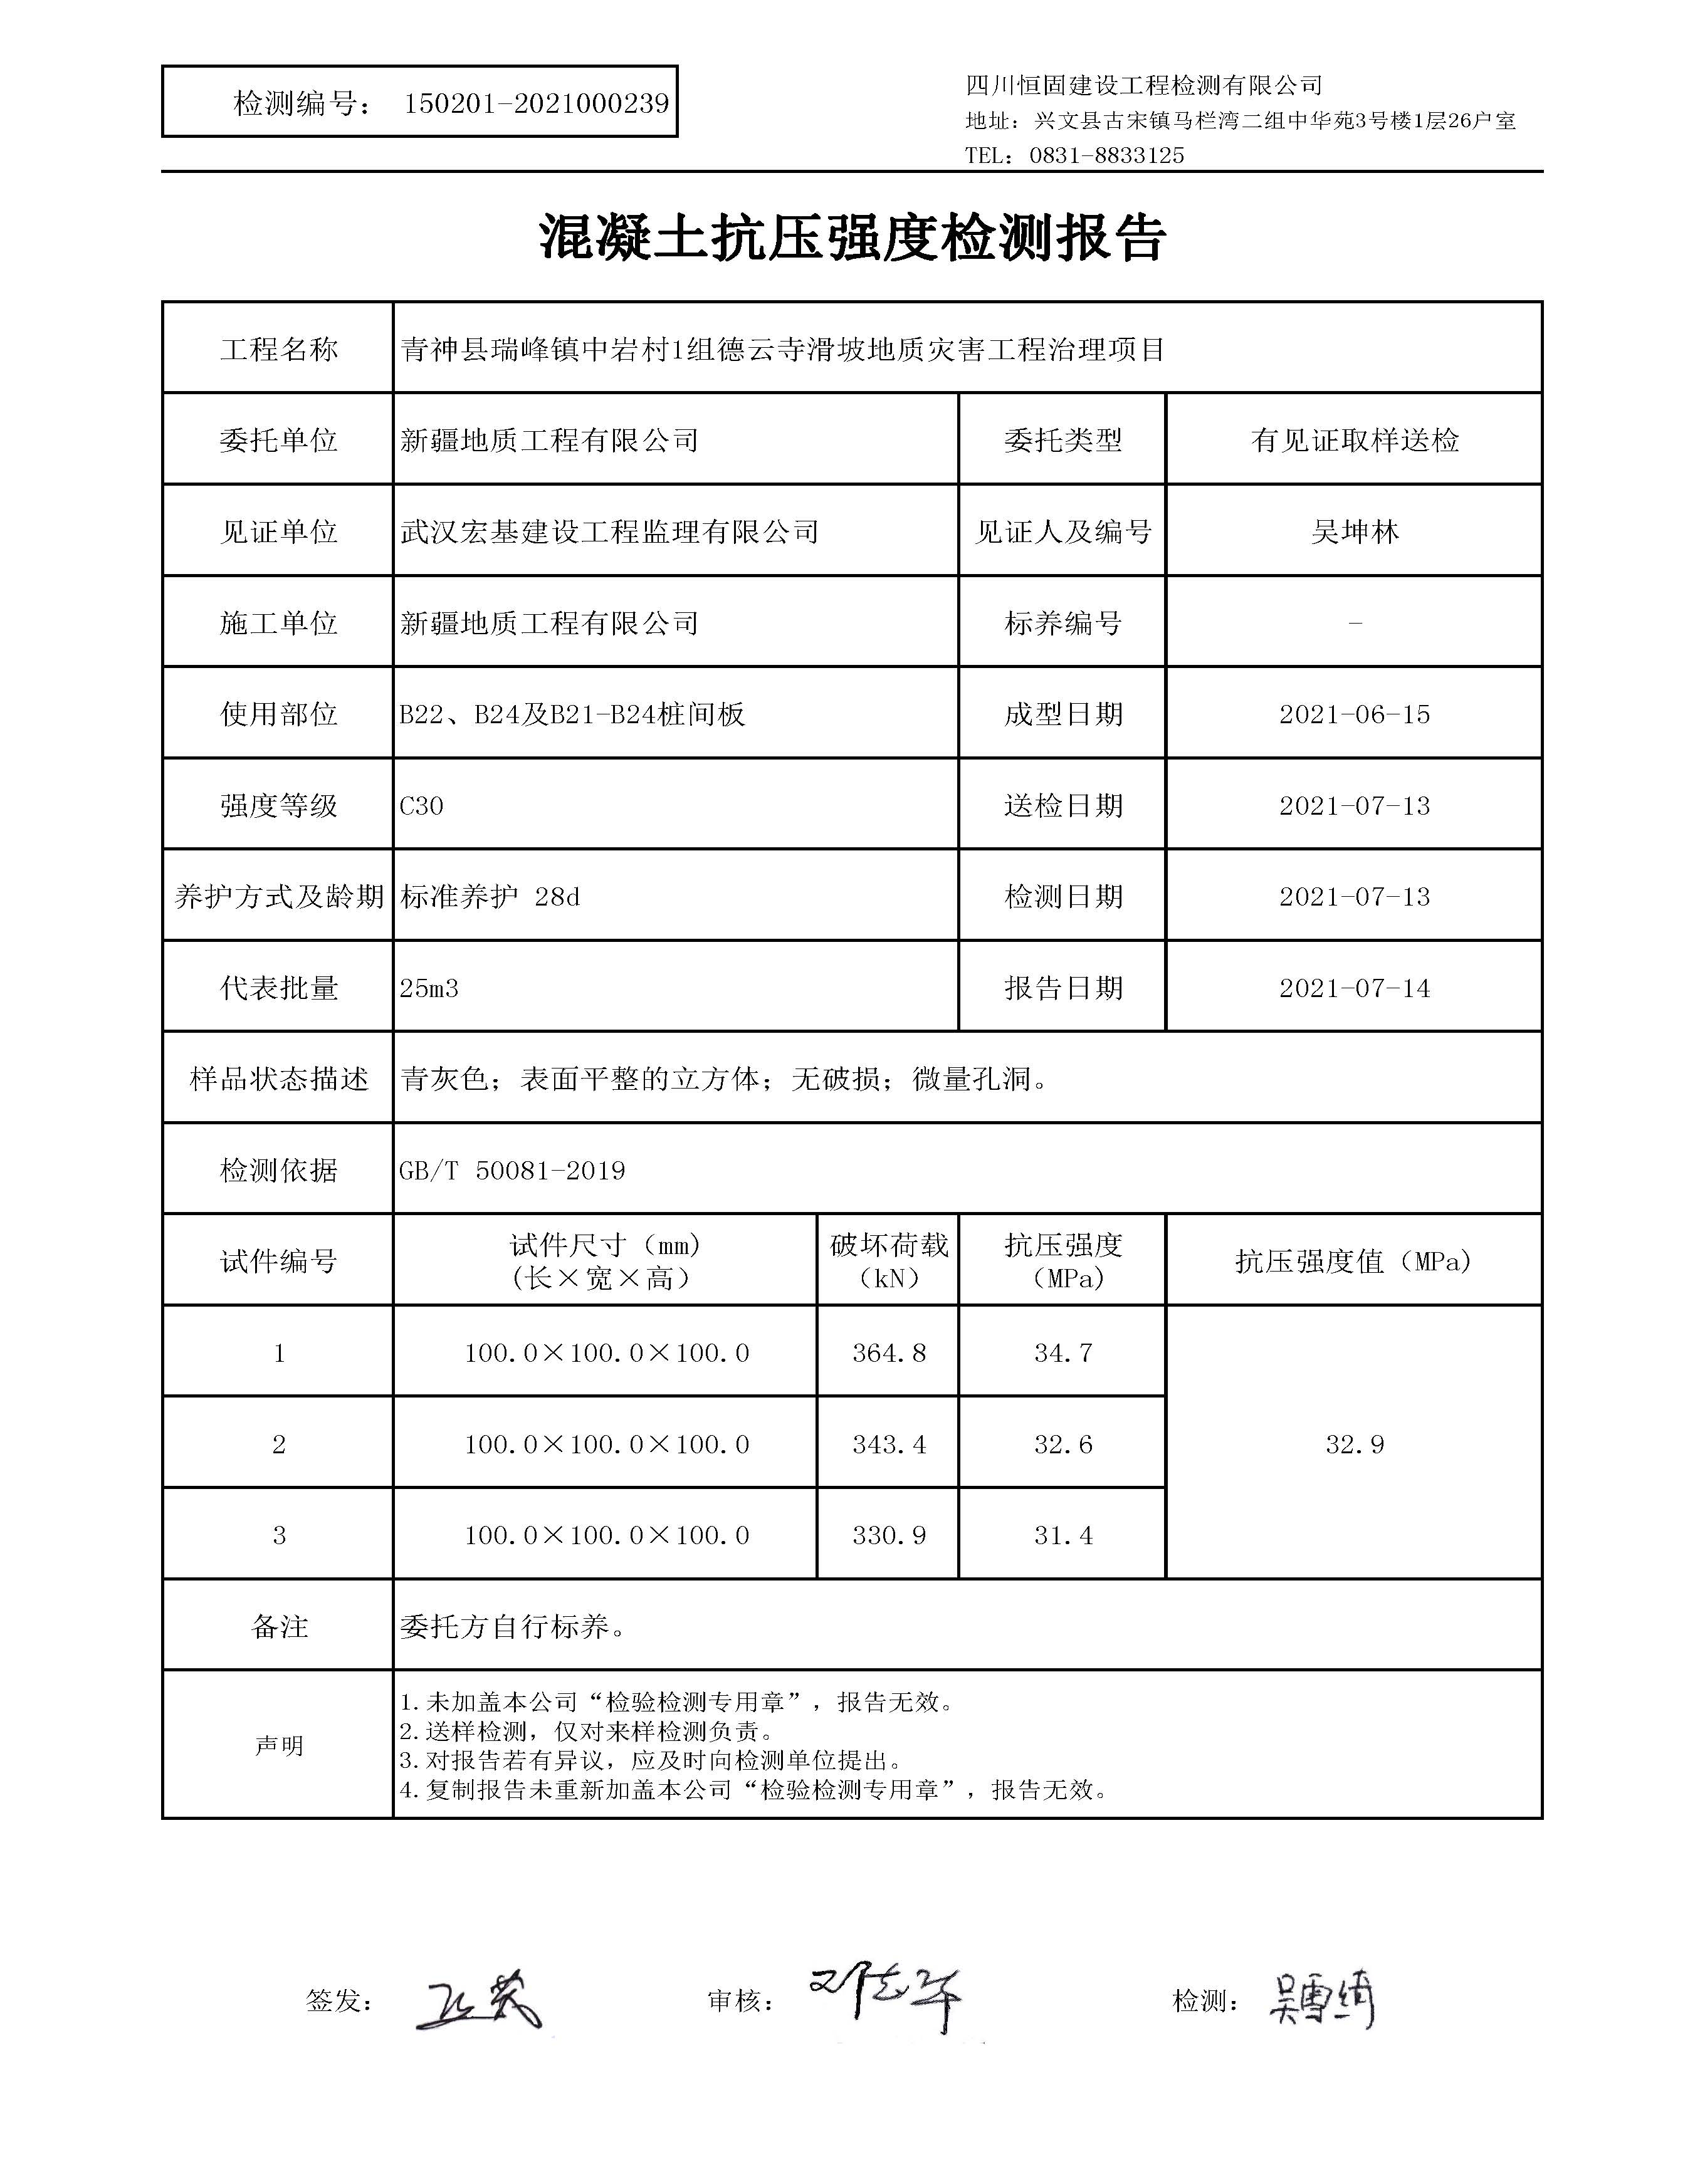 检测编号： 150201-2021000239
四川恒固建设工程检测有限公司
地址：兴文县古宋镇马栏湾二组中华苑3号楼1层26户室
TEL：0831-8833125
混凝土抗压强度检测报告
工程名称 青神县瑞峰镇中岩村1组德云寺滑坡地质灾害工程治理项目
委托单位 新疆地质工程有限公司 委托类型 有见证取样送检
见证单位 武汉宏基建设工程监理有限公司 见证人及编号 吴坤林
施工单位 新疆地质工程有限公司 标养编号 -
使用部位 B22、B24及B21-B24桩间板 成型日期 2021-06-15
强度等级 C30 送检日期 2021-07-13
养护方式及龄期 标准养护 28d 检测日期 2021-07-13
代表批量 25m3 报告日期 2021-07-14
样品状态描述 青灰色；表面平整的立方体；无破损；微量孔洞。
检测依据 GB/T 50081-2019
试件编号 试件尺寸（mm) (长×宽×高） 破坏荷载（kN） 抗压强度（MPa) 抗压强度值（MPa)
1 100.0×100.0×100.0 364.8 34.7
2 100.0×100.0×100.0 343.4 32.6 32.9
3 100.0×100.0×100.0 330.9 31.4
备注 委托方自行标养。
声明
1.未加盖本公司“检验检测专用章”，报告无效。
2.送样检测，仅对来样检测负责。
3.对报告若有异议，应及时向检测单位提出。
4.复制报告未重新加盖本公司“检验检测专用章”，报告无效。
签发： 审核： 检测：吴雪绮